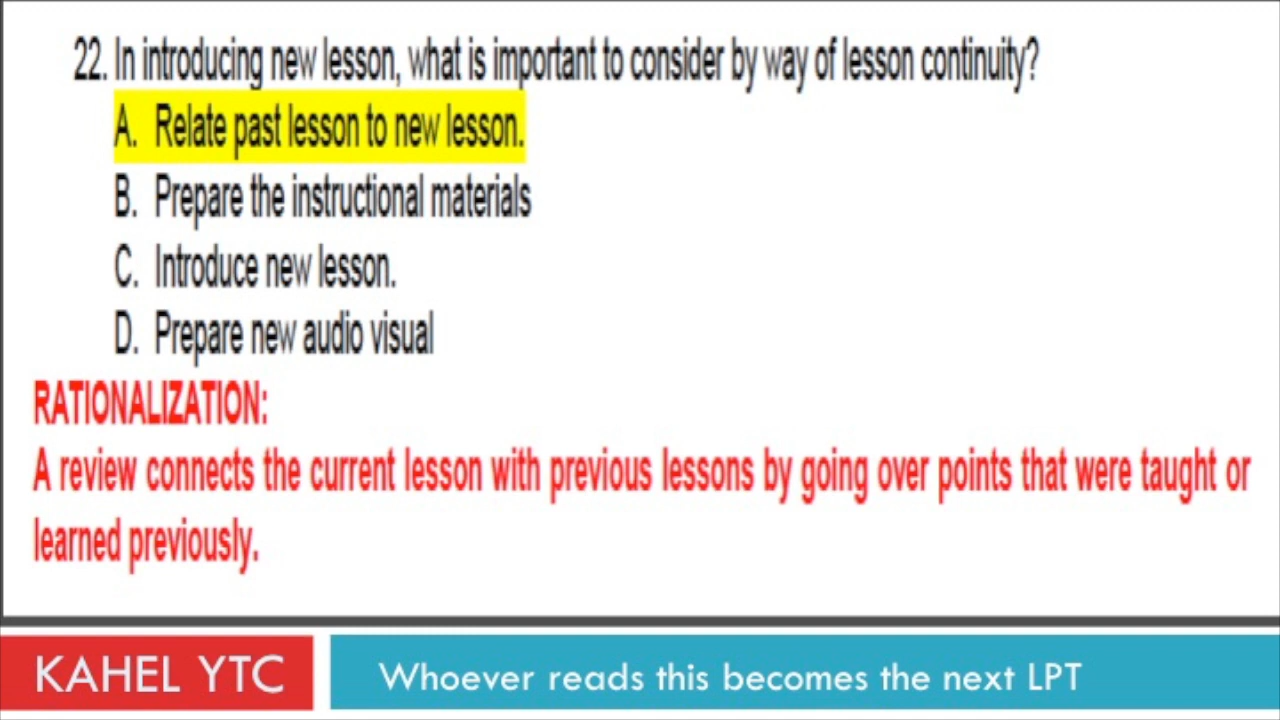 22. In introducing new lesson, what is important to consider by way of lesson continuity?
A. Relate past lesson to new lesson.
B. Prepare the instructional materials
C. Introduce new lesson.
D. Prepare new audio visual
RATIONALIZATION:
A review connects the current lesson with previous lessons by going over points that were taught or
learned previously.
KAHEL YTC
Whoever reads this becomes the next LPT